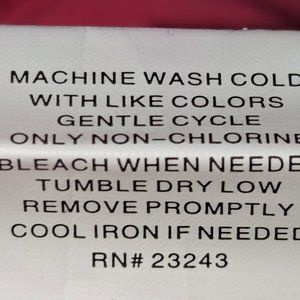 MACHINE WASH COLD
WITH LIKE COLORS
GENTLE CYCLE
ONLY NON-CHLORINE
BLEACH WHEN NEEDED
TUMBLE DRY LOW
REMOVE PROMPTLY
COOL IRON IF NEEDED
RN# 23243